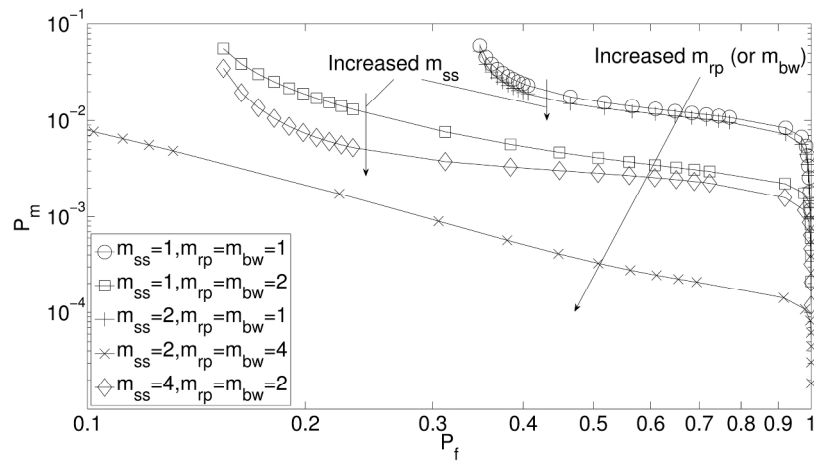 10^-1
10^-2
10^-3
10^-4
P_m
Increased m_ss
Increased m_rp (or m_bw)
m_ss=1,m_rp=m_bw=1
m_ss=1,m_rp=m_bw=2
m_ss=2,m_rp=m_bw=1
m_ss=2,m_rp=m_bw=4
m_ss=4,m_rp=m_bw=2
0.1 0.2 0.3 0.4 0.5 0.6 0.7 0.8 0.9 1
P_f